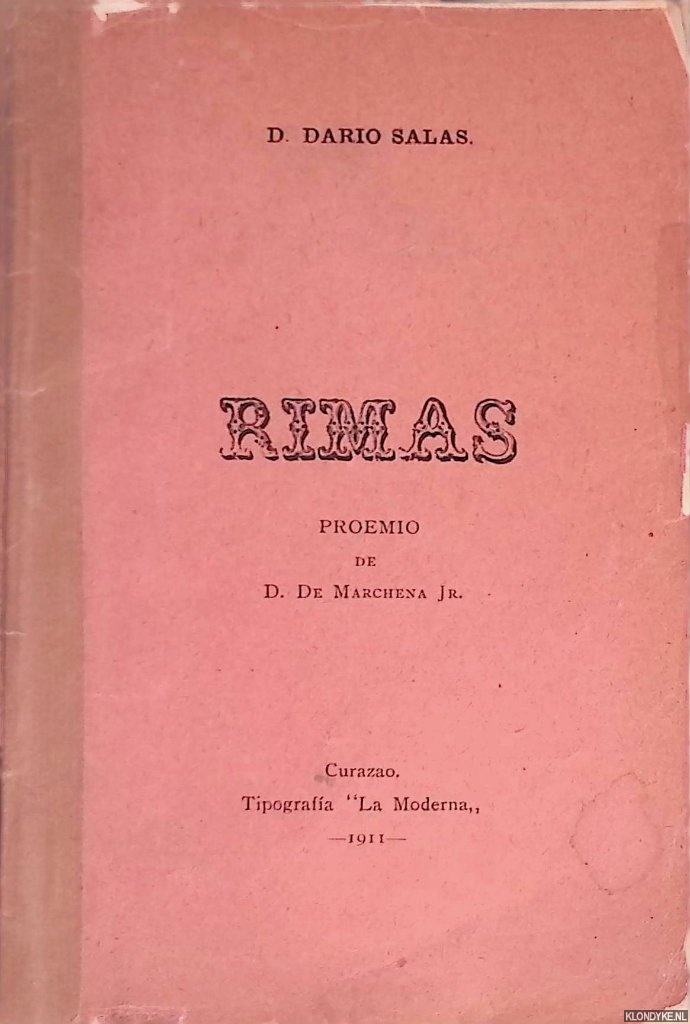 D. DARIO SALAS.
RIMAS
PROEMIO
DE
D. DE MARCHENA JR.
Curazao.
Tipografía "La Moderna,,
—1911—
KLONDYKE.NL